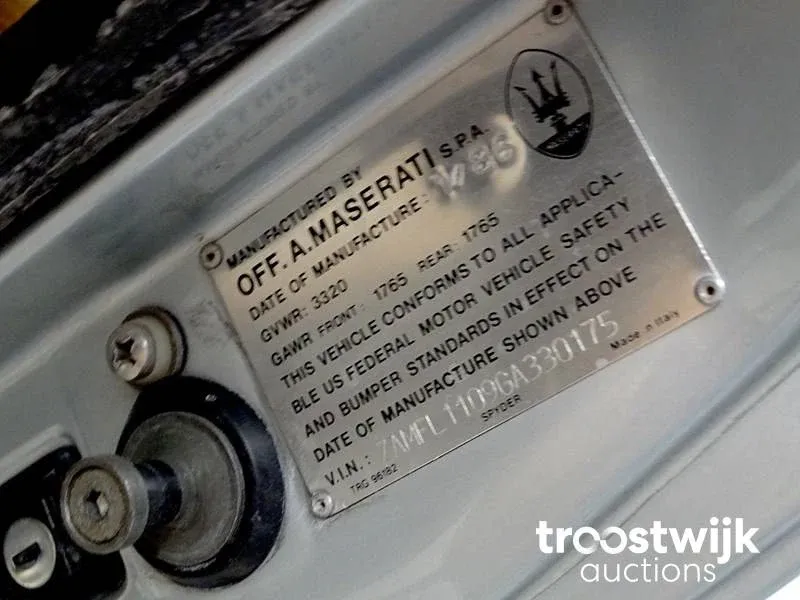 MANUFACTURED BY
OFF. A. MASERATI S.P.A.
DATE OF MANUFACTURE:
GVWR: 3320
GAWR FRONT: 1765 REAR: 1765
THIS VEHICLE CONFORMS TO ALL APPLICA-
BLE US FEDERAL MOTOR VEHICLE SAFETY
AND BUMPER STANDARDS IN EFFECT ON THE
DATE OF MANUFACTURE SHOWN ABOVE
V.I.N.: ZAMFL1109GA330175
TRG 96182
SPYDER
Made in Italy
troostwijk
auctions